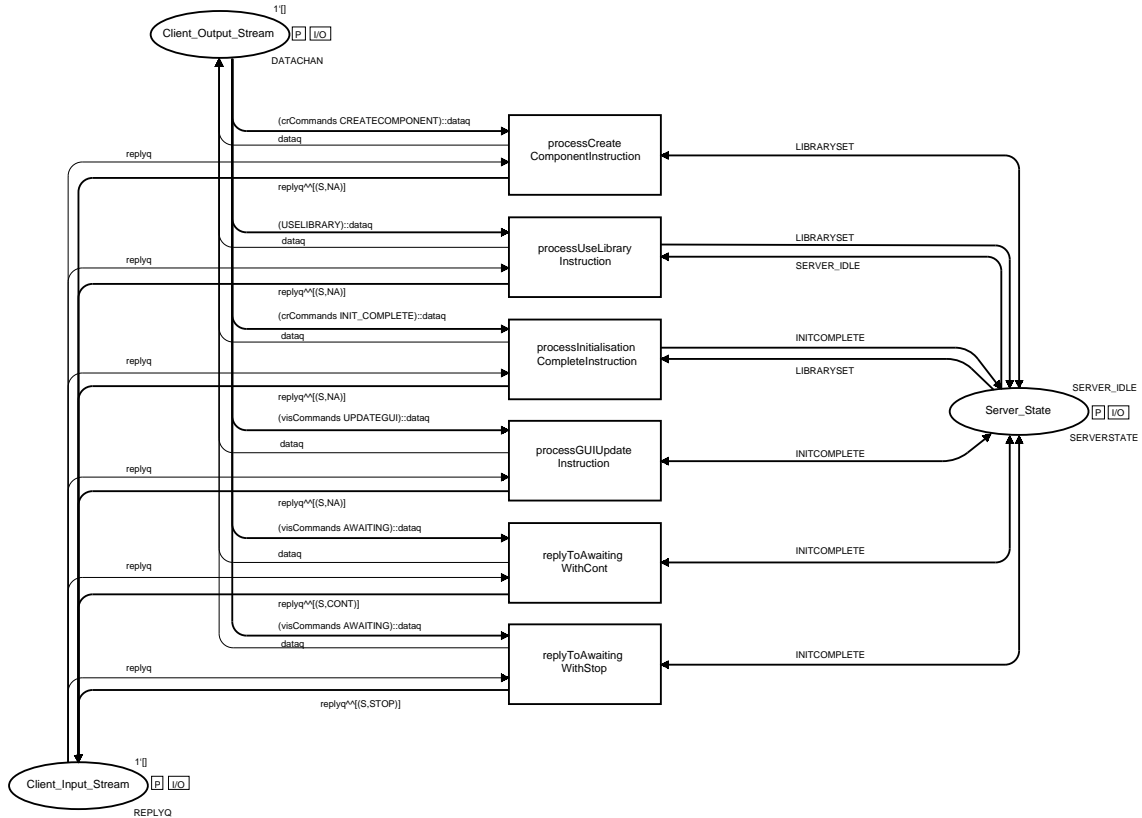 1'[]
Client_Output_Stream
P
I/O
DATACHAN
(crCommands CREATECOMPONENT)::dataq
dataq
replyq
replyq^^[(S,NA)]
processCreate
ComponentInstruction
LIBRARYSET
(USELIBRARY)::dataq
dataq
replyq
replyq^^[(S,NA)]
processUseLibrary
Instruction
LIBRARYSET
SERVER_IDLE
(crCommands INIT_COMPLETE)::dataq
dataq
replyq
replyq^^[(S,NA)]
processInitialisation
CompleteInstruction
INITCOMPLETE
LIBRARYSET
SERVER_IDLE
Server_State
P
I/O
SERVERSTATE
(visCommands UPDATEGUI)::dataq
dataq
replyq
replyq^^[(S,NA)]
processGUIUpdate
Instruction
INITCOMPLETE
(visCommands AWAITING)::dataq
dataq
replyq
replyq^^[(S,CONT)]
replyToAwaiting
WithCont
INITCOMPLETE
(visCommands AWAITING)::dataq
dataq
replyq
replyq^^[(S,STOP)]
replyToAwaiting
WithStop
INITCOMPLETE
1'[]
Client_Input_Stream
P
I/O
REPLYQ